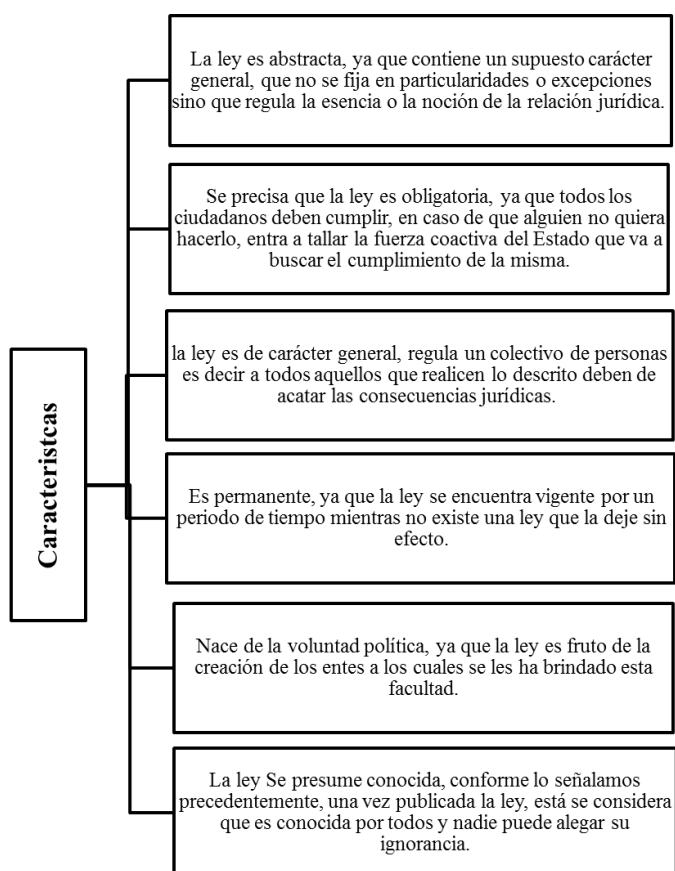 Caracteristcas
La ley es abstracta, ya que contiene un supuesto carácter
general, que no se fija en particularidades o excepciones
sino que regula la esencia o la noción de la relación jurídica.
Se precisa que la ley es obligatoria, ya que todos los
ciudadanos deben cumplir, en caso de que alguien no quiera
hacerlo, entra a tallar la fuerza coactiva del Estado que va a
buscar el cumplimiento de la misma.
la ley es de carácter general, regula un colectivo de personas
es decir a todos aquellos que realicen lo descrito deben de
acatar las consecuencias jurídicas.
Es permanente, ya que la ley se encuentra vigente por un
periodo de tiempo mientras no existe una ley que la deje sin
efecto.
Nace de la voluntad política, ya que la ley es fruto de la
creación de los entes a los cuales se les ha brindado esta
facultad.
La ley Se presume conocida, conforme lo señalamos
precedentemente, una vez publicada la ley, está se considera
que es conocida por todos y nadie puede alegar su
ignorancia.